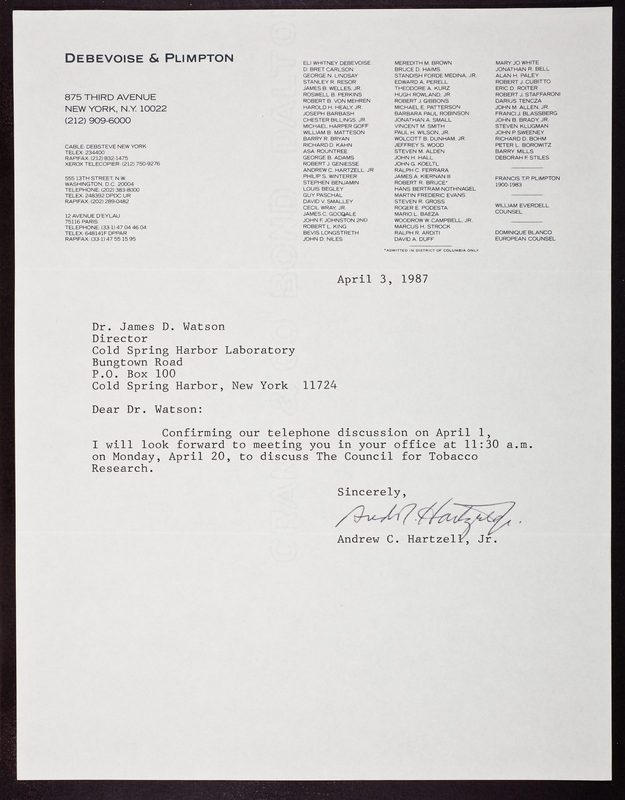 DEBEVOISE & PLIMPTON
875 THIRD AVENUE
NEW YORK, N.Y. 10022
(212) 909-6000
CABLE: DEBSTEVE NEW YORK
TELEX: 234400
RAPIFAX: (212) 832-1475
XEROX TELECOPIER: (212) 750-9276
555 13TH STREET, N.W.
WASHINGTON, D.C. 20004
TELEPHONE: (202) 383-8000
TELEX: 248392 DPDC UR
RAPIFAX: (202) 289-0482
12 AVENUE D'EYLAU
75116 PARIS
TELEPHONE: (33-1) 47 04 46 04
TELEX: 648141F DPPAR
RAPIFAX: (33-1) 47 55 15 95
ELI WHITNEY DEBEVOISE
D. BRET CARLSON
GEORGE N. LINDSAY
STANLEY R. RESOR
JAMES B. WELLES, JR.
ROSWELL B. PERKINS
ROBERT B. VON MEHREN
HAROLD H. HEALY, JR.
JOSEPH BARBASH
CHESTER BILLINGS, JR.
MICHAEL HARPER GOFF
WILLIAM B. MATTESON
BARRY R. BRYAN
RICHARD D. KAHN
ASA ROUNTREE
GEORGE B. ADAMS
ROBERT J. GENIESSE
ANDREW C. HARTZELL, JR.
PHILIP S. WINTERER
STEPHEN BENJAMIN
LOUIS BEGLEY
GUY PASCHAL
DAVID V. SMALLEY
CECIL WRAY, JR.
JAMES C. GOODALE
JOHN F. JOHNSTON 2ND
ROBERT L. KING
BEVIS LONGSTRETH
JOHN D. NILES
MEREDITH M. BROWN
BRUCE D. HAIMS
STANDISH FORDE MEDINA, JR.
EDWARD A. PERELL
THEODORE A. KURZ
HUGH ROWLAND, JR.
ROBERT J. GIBBONS
MICHAEL E. PATTERSON
BARBARA PAUL ROBINSON
JONATHAN A. SMALL
VINCENT M. SMITH
PAUL H. WILSON, JR.
WOLCOTT B. DUNHAM, JR.
JEFFREY S. WOOD
STEVEN M. ALDEN
JOHN H. HALL
JOHN G. KOELTL
RALPH C. FERRARA
JAMES A. KIERNAN III
ROBERT R. BRUCE*
HANS BERTRAM NOTHNAGEL
MARTIN FREDERIC EVANS
STEVEN R. GROSS
ROGER E. PODESTA
MARIO L. BAEZA
WOODROW W. CAMPBELL, JR.
MARCUS H. STROCK
RALPH R. ARDITI
DAVID A. DUFF
*ADMITTED IN DISTRICT OF COLUMBIA ONLY
MARY JO WHITE
JONATHAN R. BELL
ALAN H. PALEY
ROBERT J. CUBITTO
ERIC D. ROITER
ROBERT J. STAFFARONI
DARIUS TENCZA
JOHN M. ALLEN, JR.
FRANCI J. BLASSBERG
JOHN B. BRADY, JR.
STEVEN KLUGMAN
JOHN P. SWEENEY
RICHARD D. BOHM
PETER L. BOROWITZ
BARRY MILLS
DEBORAH F. STILES
FRANCIS T.P. PLIMPTON
1900-1983
WILLIAM EVERDELL
COUNSEL
DOMINIQUE BLANCO
EUROPEAN COUNSEL
April 3, 1987
Dr. James D. Watson
Director
Cold Spring Harbor Laboratory
Bungtown Road
P.O. Box 100
Cold Spring Harbor, New York  11724
Dear Dr. Watson:
Confirming our telephone discussion on April 1,
I will look forward to meeting you in your office at 11:30 a.m.
on Monday, April 20, to discuss The Council for Tobacco
Research.
Sincerely,
Andrew C. Hartzell, Jr.